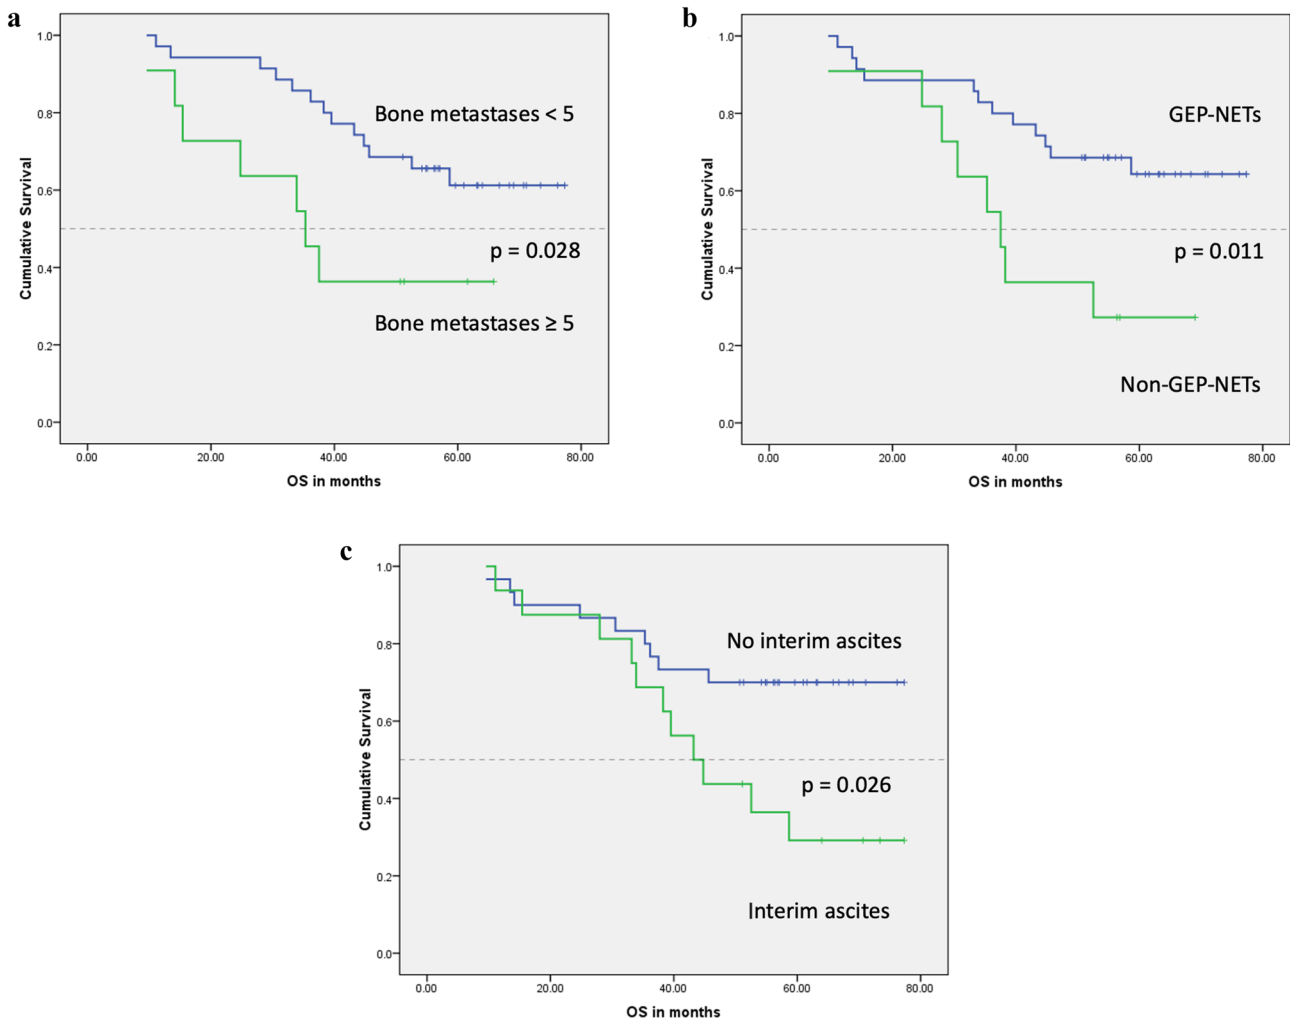 a
1.0
0.8
0.6
0.4
0.2
0.0
Cumulative Survival
Bone metastases < 5
p = 0.028
Bone metastases ≥ 5
0.00 20.00 40.00 60.00 80.00
OS in months
b
1.0
0.8
0.6
0.4
0.2
0.0
Cumulative Survival
GEP-NETs
p = 0.011
Non-GEP-NETs
0.00 20.00 40.00 60.00 80.00
OS in months
c
1.0
0.8
0.6
0.4
0.2
0.0
Cumulative Survival
No interim ascites
p = 0.026
Interim ascites
0.00 20.00 40.00 60.00 80.00
OS in months